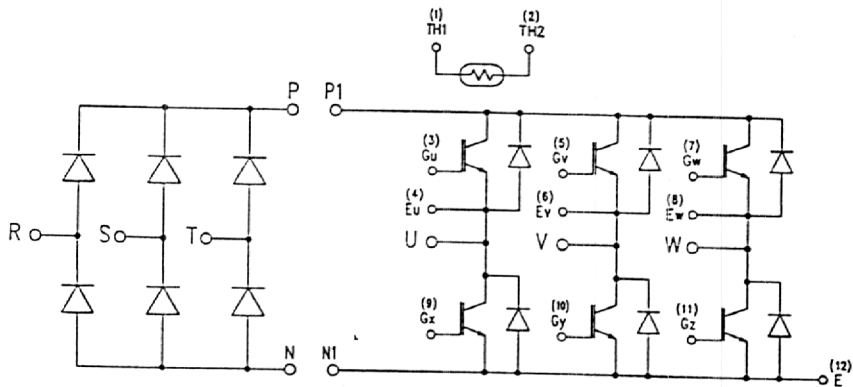 (1) (2)
TH1 TH2
P P1
(3) (5) (7)
Gu Gv Gw
(4) (6) (8)
Eu Ev Ew
R S T U V W
(9) (10) (11)
Gx Gy Gz
N N1
(12)
E